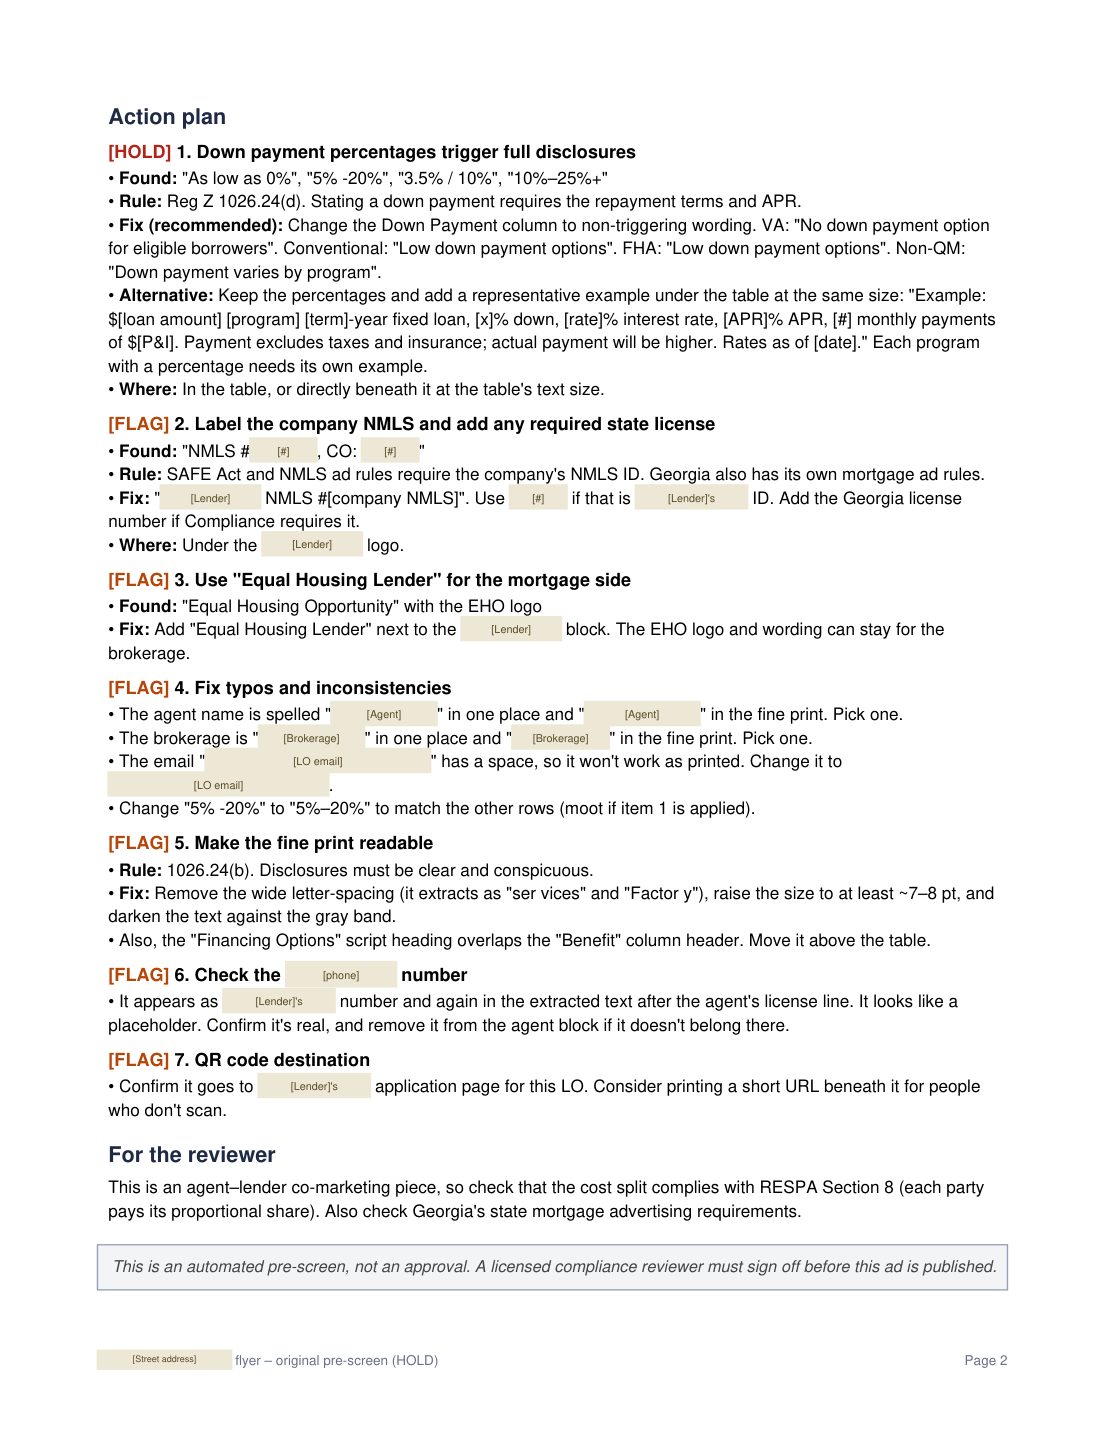 Action plan
[HOLD] 1. Down payment percentages trigger full disclosures
• Found: "As low as 0%", "5% -20%", "3.5% / 10%", "10%–25%+"
• Rule: Reg Z 1026.24(d). Stating a down payment requires the repayment terms and APR.
• Fix (recommended): Change the Down Payment column to non-triggering wording. VA: "No down payment option
for eligible borrowers". Conventional: "Low down payment options". FHA: "Low down payment options". Non-QM:
"Down payment varies by program".
• Alternative: Keep the percentages and add a representative example under the table at the same size: "Example:
$[loan amount] [program] [term]-year fixed loan, [x]% down, [rate]% interest rate, [APR]% APR, [#] monthly payments
of $[P&I]. Payment excludes taxes and insurance; actual payment will be higher. Rates as of [date]." Each program
with a percentage needs its own example.
• Where: In the table, or directly beneath it at the table's text size.
[FLAG] 2. Label the company NMLS and add any required state license
• Found: "NMLS # [#] , CO: [#] "
• Rule: SAFE Act and NMLS ad rules require the company's NMLS ID. Georgia also has its own mortgage ad rules.
• Fix: " [Lender] NMLS #[company NMLS]". Use [#] if that is [Lender]'s ID. Add the Georgia license
number if Compliance requires it.
• Where: Under the [Lender] logo.
[FLAG] 3. Use "Equal Housing Lender" for the mortgage side
• Found: "Equal Housing Opportunity" with the EHO logo
• Fix: Add "Equal Housing Lender" next to the [Lender] block. The EHO logo and wording can stay for the
brokerage.
[FLAG] 4. Fix typos and inconsistencies
• The agent name is spelled " [Agent] " in one place and " [Agent] " in the fine print. Pick one.
• The brokerage is " [Brokerage] " in one place and " [Brokerage] " in the fine print. Pick one.
• The email " [LO email] " has a space, so it won't work as printed. Change it to
[LO email] .
• Change "5% -20%" to "5%–20%" to match the other rows (moot if item 1 is applied).
[FLAG] 5. Make the fine print readable
• Rule: 1026.24(b). Disclosures must be clear and conspicuous.
• Fix: Remove the wide letter-spacing (it extracts as "ser vices" and "Factor y"), raise the size to at least ~7–8 pt, and
darken the text against the gray band.
• Also, the "Financing Options" script heading overlaps the "Benefit" column header. Move it above the table.
[FLAG] 6. Check the [phone] number
• It appears as [Lender]'s number and again in the extracted text after the agent's license line. It looks like a
placeholder. Confirm it's real, and remove it from the agent block if it doesn't belong there.
[FLAG] 7. QR code destination
• Confirm it goes to [Lender]'s application page for this LO. Consider printing a short URL beneath it for people
who don't scan.
For the reviewer
This is an agent–lender co-marketing piece, so check that the cost split complies with RESPA Section 8 (each party
pays its proportional share). Also check Georgia's state mortgage advertising requirements.
This is an automated pre-screen, not an approval. A licensed compliance reviewer must sign off before this ad is published.
[Street address] flyer – original pre-screen (HOLD)
Page 2